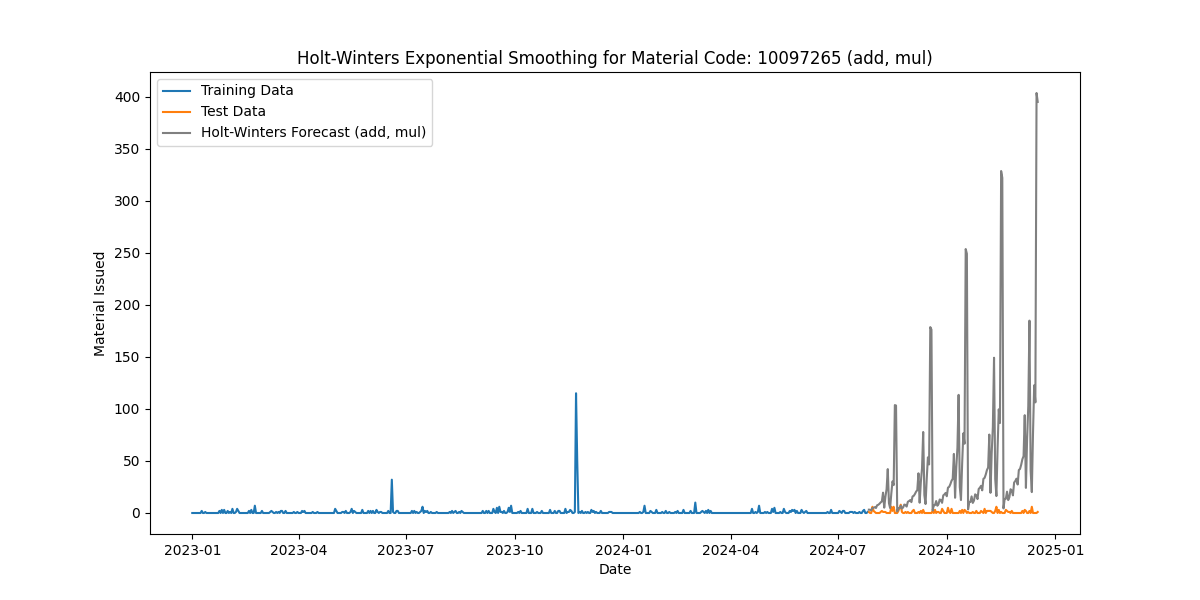 Holt-Winters Exponential Smoothing for Material Code: 10097265 (add, mul)
Training Data
Test Data
Holt-Winters Forecast (add, mul)
400
350
300
250
200
150
100
50
0
Material Issued
2023-01 2023-04 2023-07 2023-10 2024-01 2024-04 2024-07 2024-10 2025-01
Date